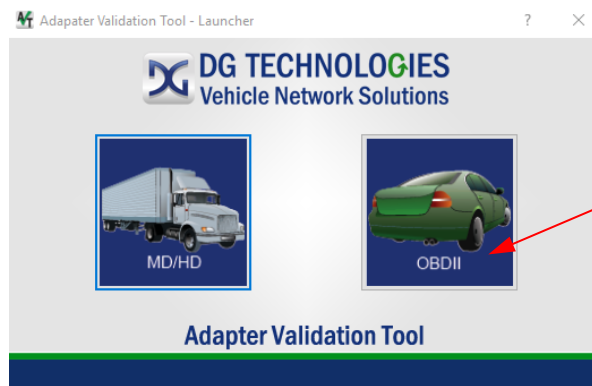 Adapater Validation Tool - Launcher
DG TECHNOLOGIES
Vehicle Network Solutions
MD/HD
OBDII
Adapter Validation Tool